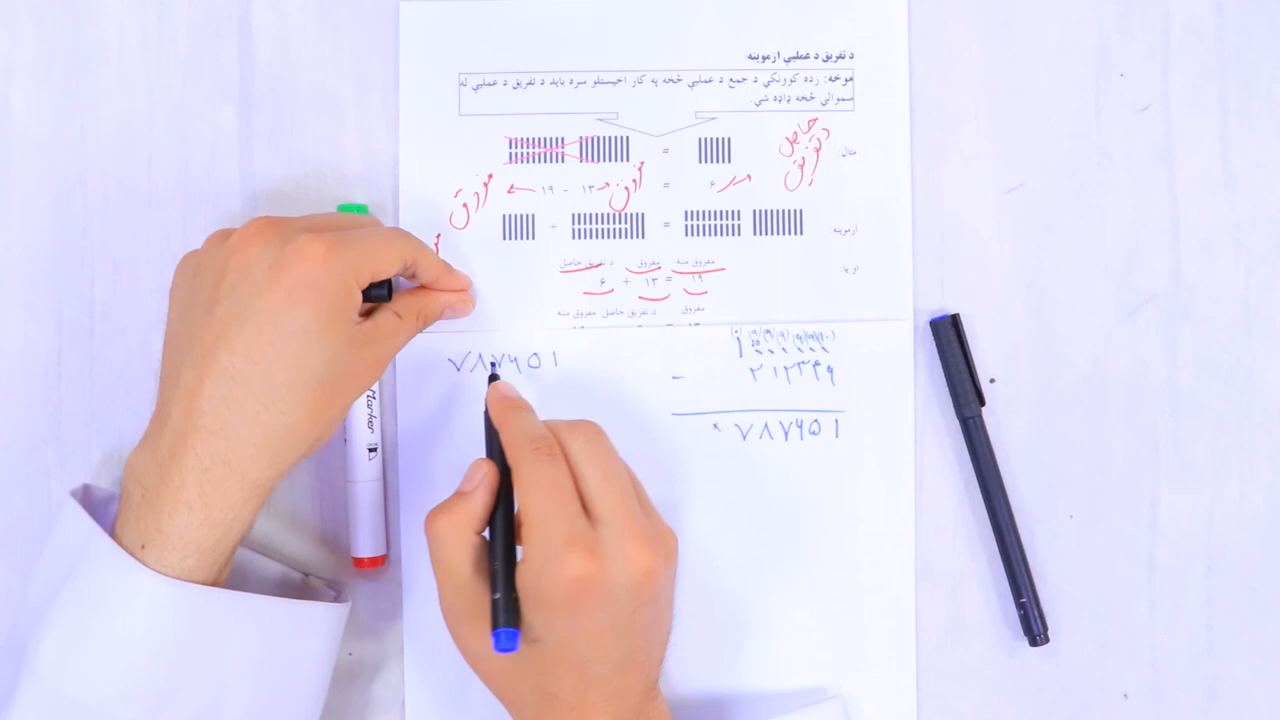 د تفریق د عملیې ازموینه
موخه: زده کوونکي د جمع د عملیې څخه په کار اخیستلو سره باید د تفریق د عملیې له
سموالي څخه ډاډه شي.
مثال:
=
حاصل
د تفریق
۱۹ - ۱۳ = ۶
مفروق
ازموینه:
+ =
او یا:
مفروق منه مفروق د تفریق حاصل
۱۹ = ۱۳ + ۶
مفروق د تفریق حاصل مفروق منه
۲۱۲۳۴۹
-
۷۸۷۶۵۱
۷۸۷۶۵۱
Marker